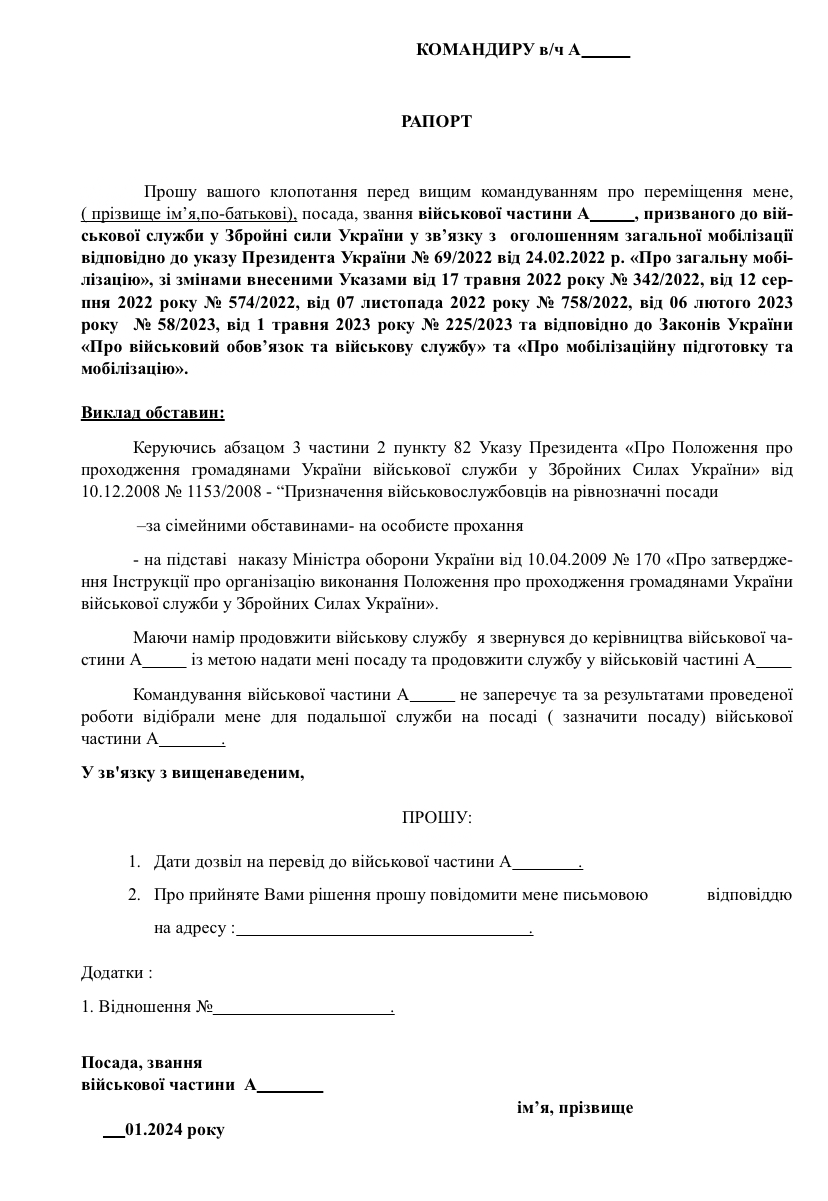 КОМАНДИРУ в/ч А______
РАПОРТ
Прошу вашого клопотання перед вищим командуванням про переміщення мене,
( прізвище ім’я,по-батькові), посада, звання військової частини А_____, призваного до вій-
ськової служби у Збройні сили України у зв’язку з оголошенням загальної мобілізації
відповідно до указу Президента України № 69/2022 від 24.02.2022 р. «Про загальну мобі-
лізацію», зі змінами внесеними Указами від 17 травня 2022 року № 342/2022, від 12 сер-
пня 2022 року № 574/2022, від 07 листопада 2022 року № 758/2022, від 06 лютого 2023
року № 58/2023, від 1 травня 2023 року № 225/2023 та відповідно до Законів України
«Про військовий обов’язок та військову службу» та «Про мобілізаційну підготовку та
мобілізацію».
Виклад обставин:
Керуючись абзацом 3 частини 2 пункту 82 Указу Президента «Про Положення про
проходження громадянами України військової служби у Збройних Силах України» від
10.12.2008 № 1153/2008 - “Призначення військовослужбовців на рівнозначні посади
–за сімейними обставинами- на особисте прохання
- на підставі наказу Міністра оборони України від 10.04.2009 № 170 «Про затвердже-
ння Інструкції про організацію виконання Положення про проходження громадянами України
військової служби у Збройних Силах України».
Маючи намір продовжити військову службу я звернувся до керівництва військової ча-
стини А_____ із метою надати мені посаду та продовжити службу у військовій частині А____
Командування військової частини А_____ не заперечує та за результатами проведеної
роботи відібрали мене для подальшої служби на посаді ( зазначити посаду) військової
частини А_______.
У зв'язку з вищенаведеним,
ПРОШУ:
1. Дати дозвіл на перевід до військової частини А________.
2. Про прийняте Вами рішення прошу повідомити мене письмовою відповіддю
на адресу :_________________________________.
Додатки :
1. Відношення №____________________.
Посада, звання
військової частини А________
ім’я, прізвище
___01.2024 року